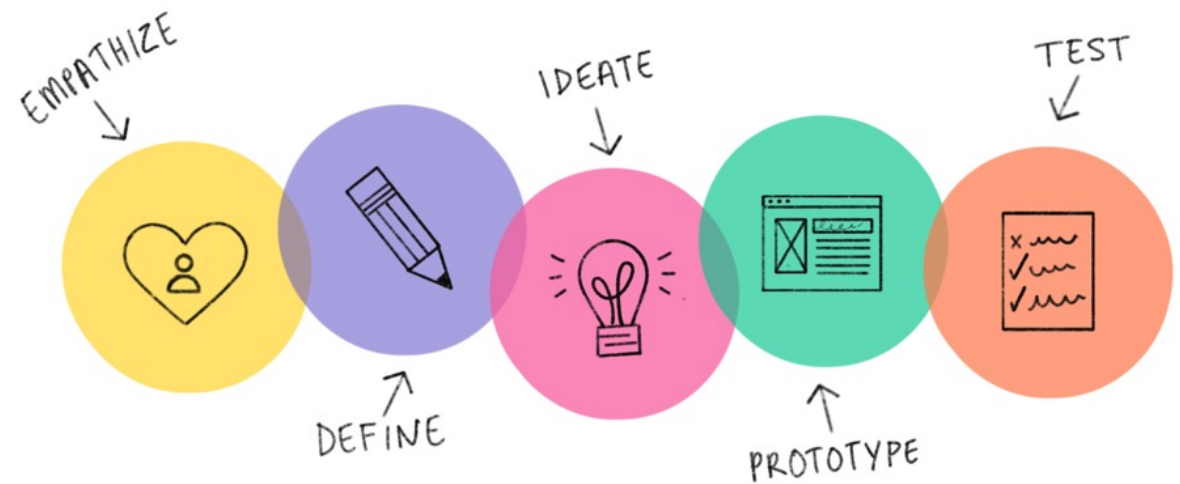 EMPATHIZE
DEFINE
IDEATE
PROTOTYPE
TEST